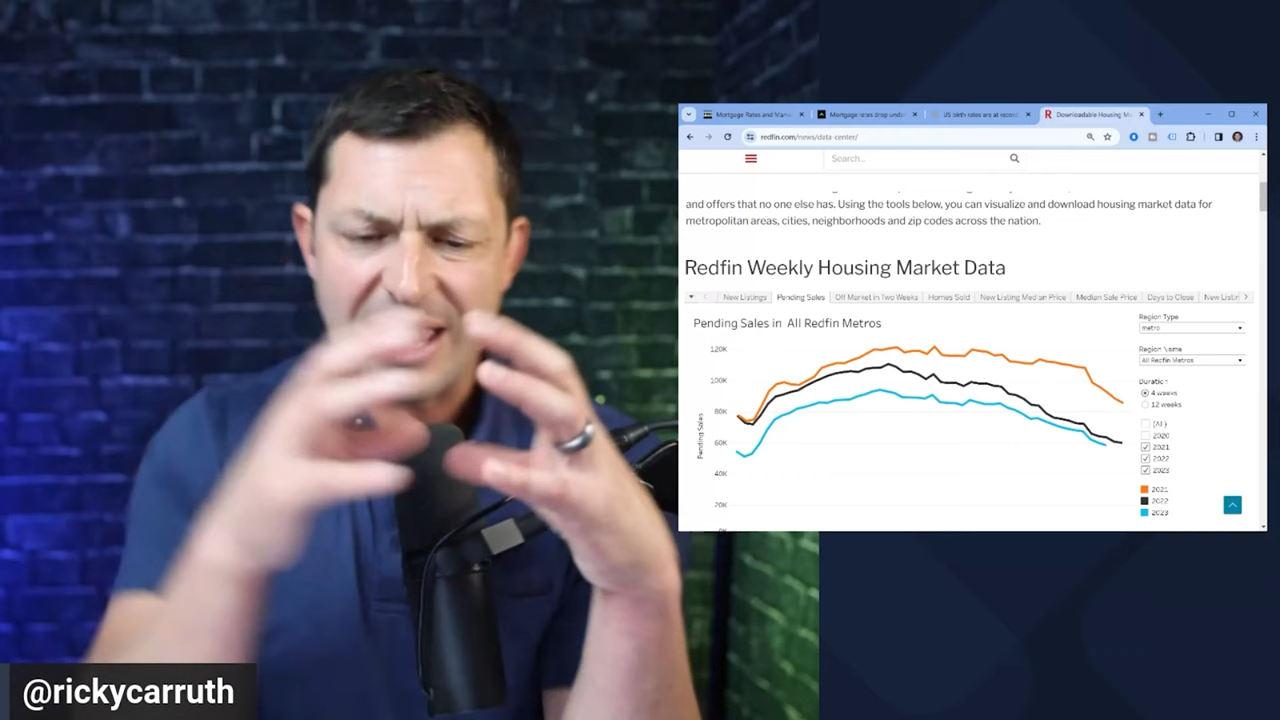 Mortgage Rates and Mark
Mortgage rates drop unde
US birth rates are at record
Downloadable Housing M
redfin.com/news/data-center/
Search...
and offers that no one else has. Using the tools below, you can visualize and download housing market data for
metropolitan areas, cities, neighborhoods and zip codes across the nation.
Redfin Weekly Housing Market Data
New Listings
Pending Sales
Off Market in Two Weeks
Homes Sold
New Listing Median Price
Median Sale Price
Days to Close
New Listin
Pending Sales in All Redfin Metros
Region Type
metro
Region Name
All Redfin Metros
Duration
4 weeks
12 weeks
(All)
2020
2021
2022
2023
2021
2022
2023
120K
100K
80K
60K
40K
20K
Pending Sales
@rickycarruth